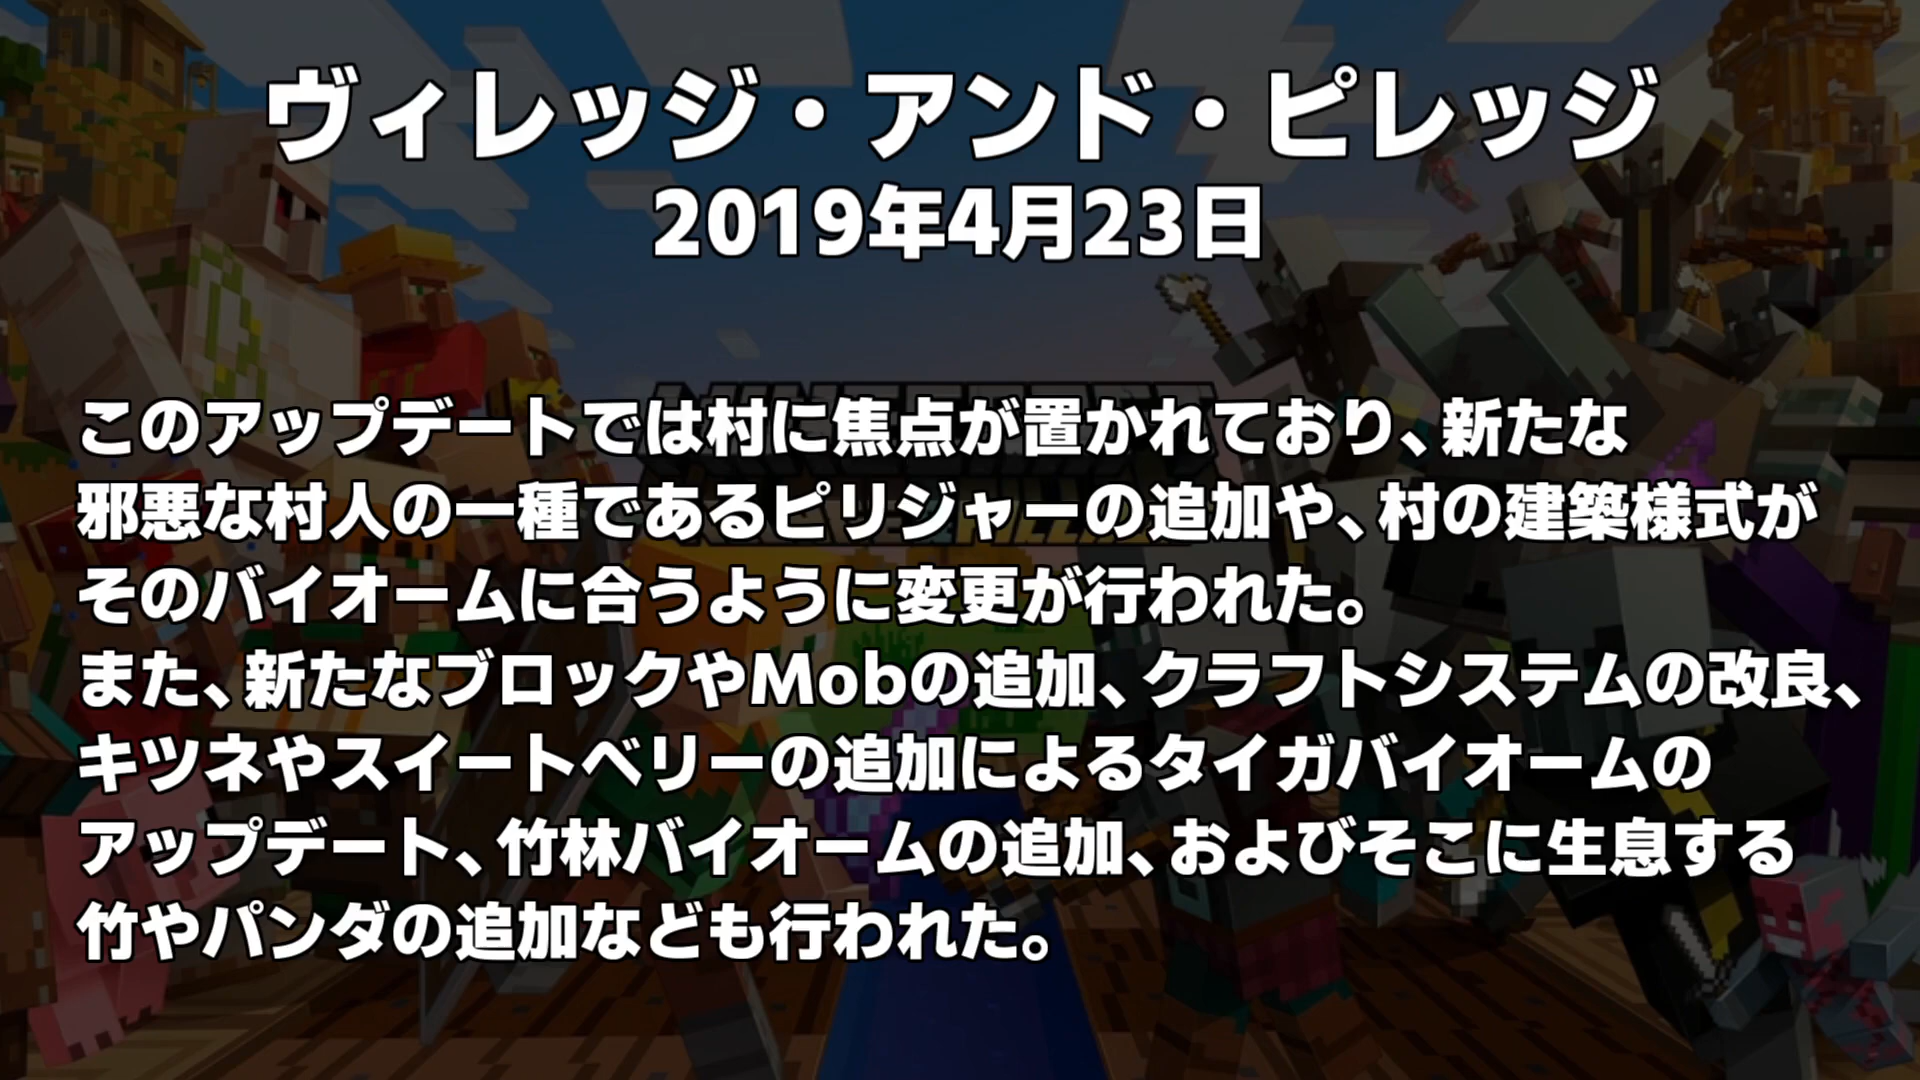 ヴィレッジ・アンド・ピレッジ
2019年4月23日
このアップデートでは村に焦点が置かれており、新たな
邪悪な村人の一種であるピリジャーの追加や、村の建築様式が
そのバイオームに合うように変更が行われた。
また、新たなブロックやMobの追加、クラフトシステムの改良、
キツネやスイートベリーの追加によるタイガバイオームの
アップデート、竹林バイオームの追加、およびそこに生息する
竹やパンダの追加なども行われた。